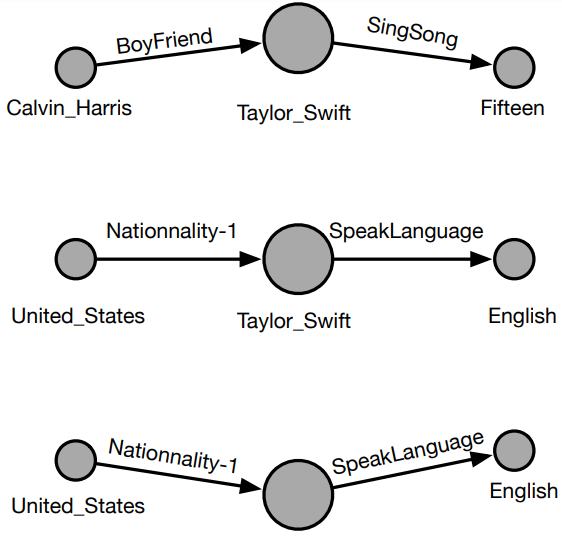 BoyFriend
SingSong
Calvin_Harris
Taylor_Swift
Fifteen
Nationnality-1
SpeakLanguage
United_States
Taylor_Swift
English
Nationnality-1
SpeakLanguage
United_States
English